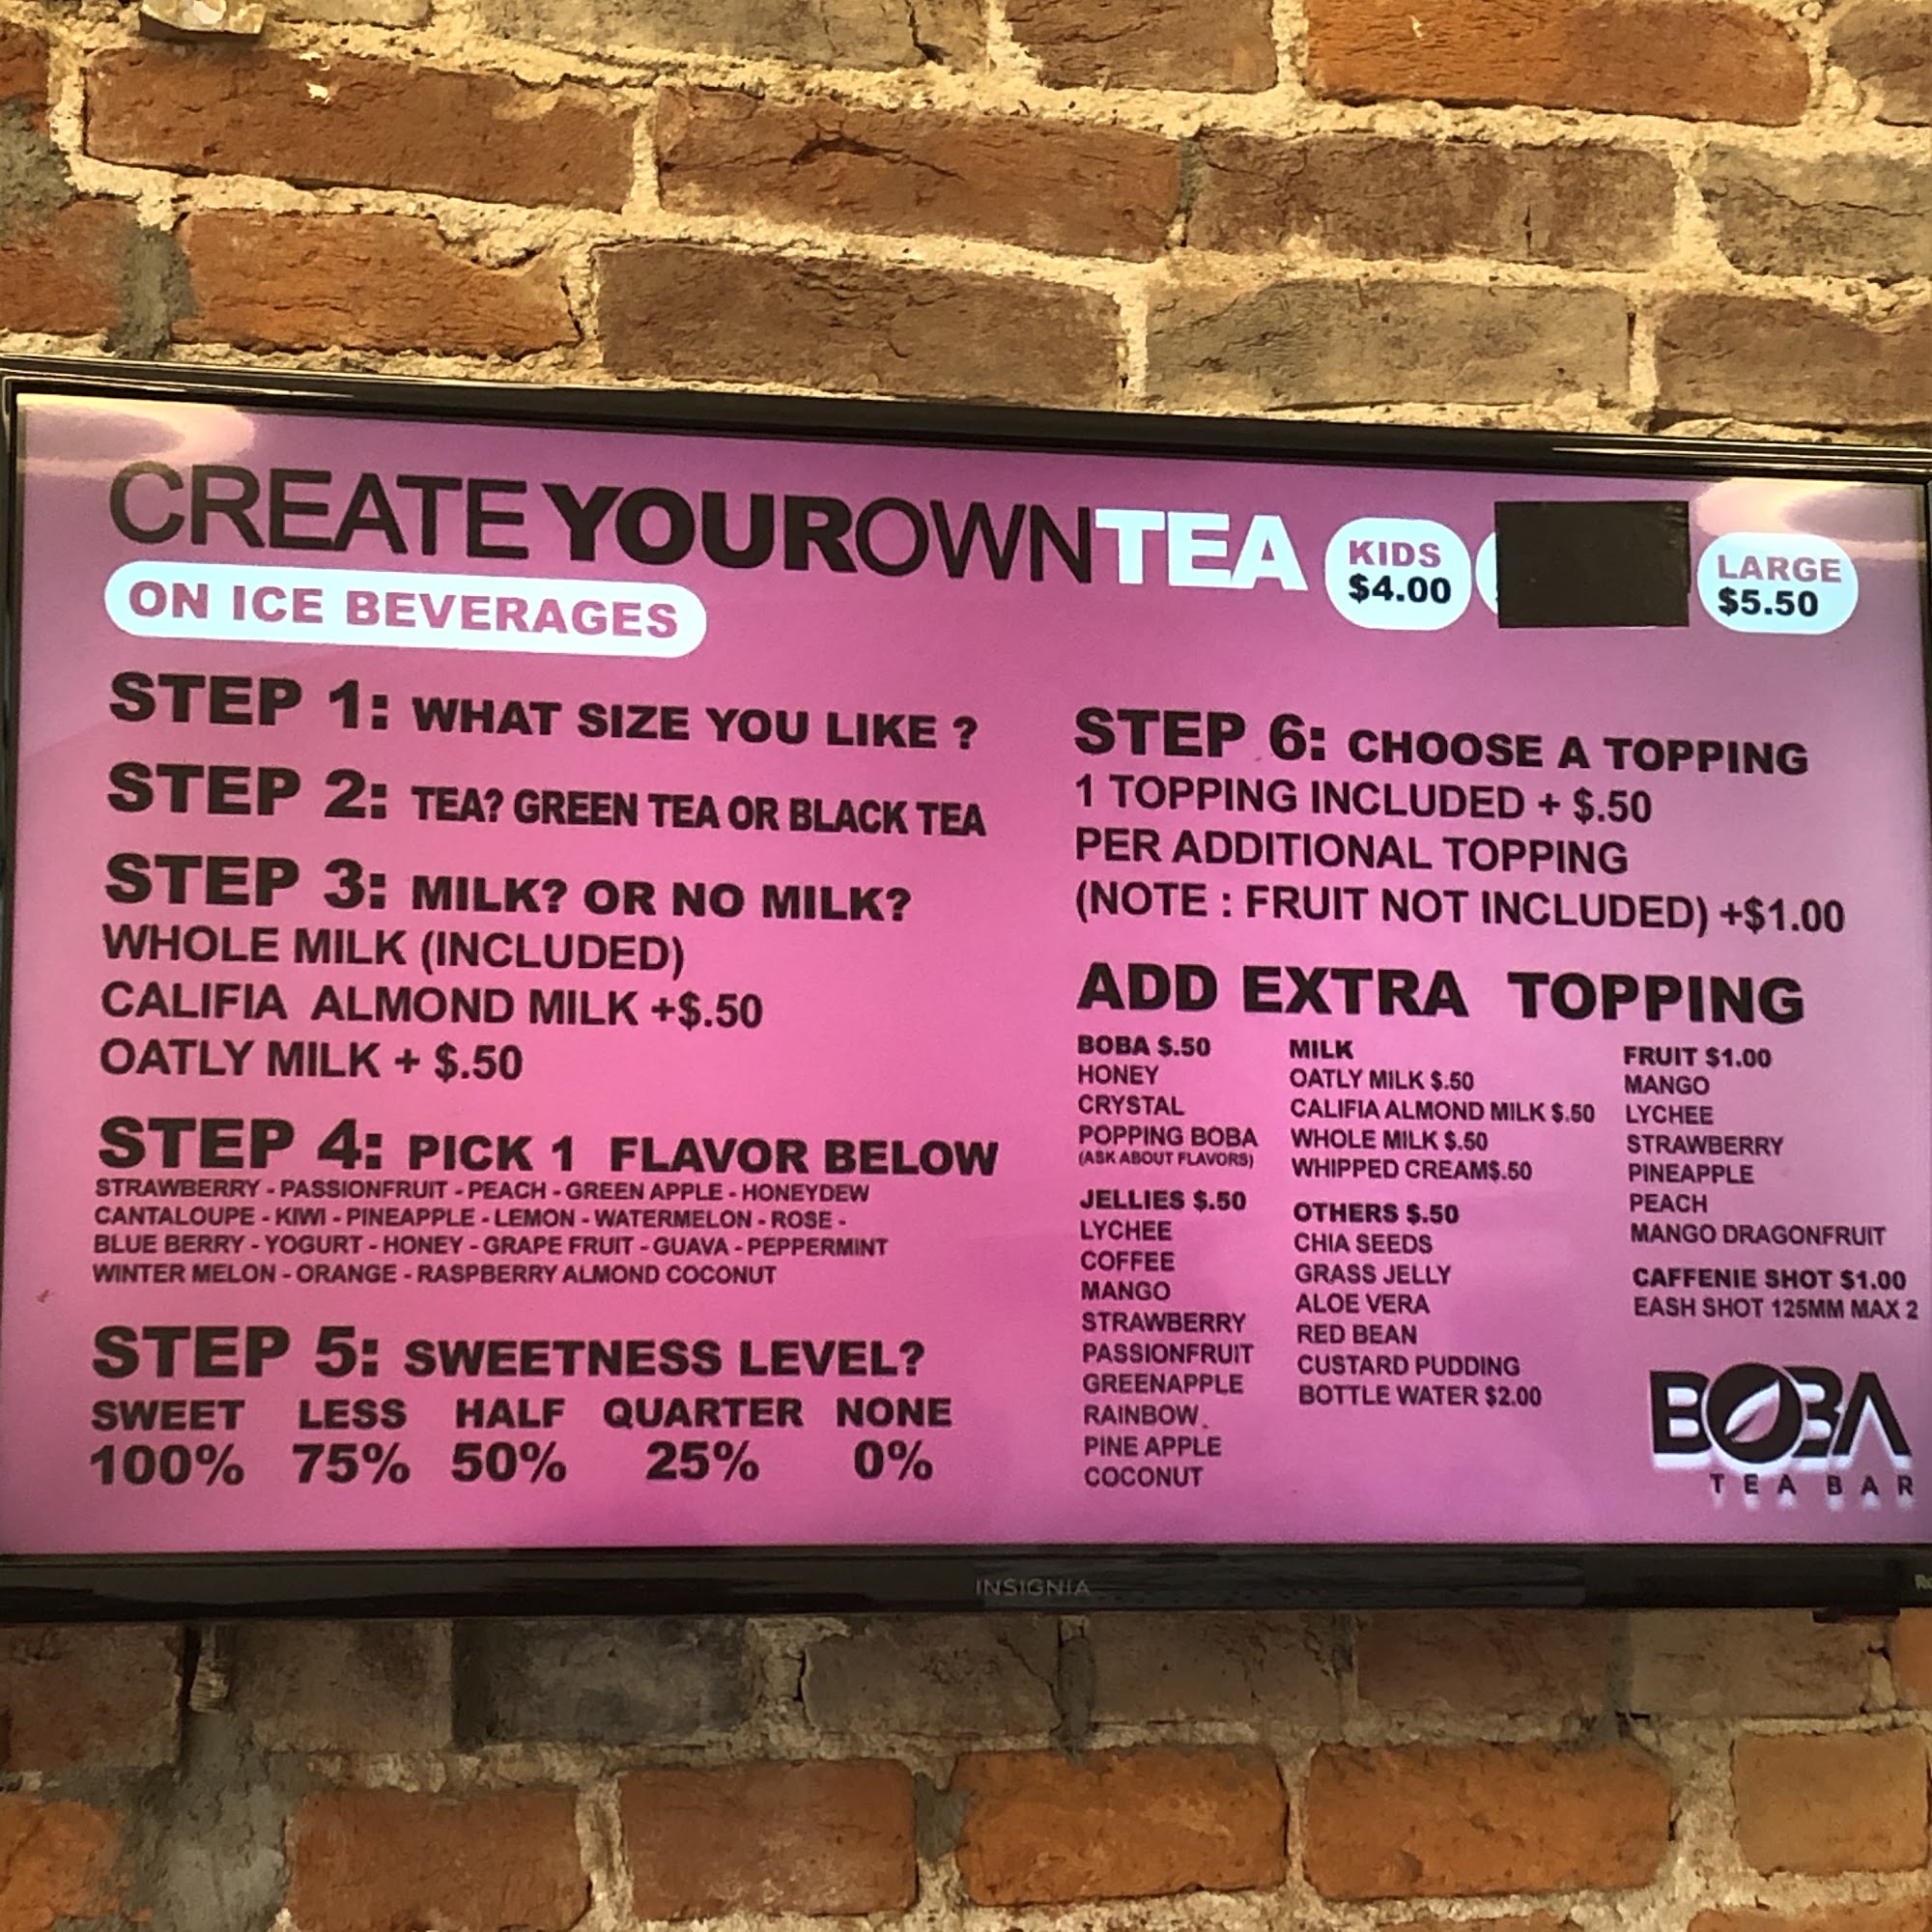 CREATE YOUROWNTEA
KIDS
$4.00
LARGE
$5.50
ON ICE BEVERAGES
STEP 1: WHAT SIZE YOU LIKE ?
STEP 2: TEA? GREEN TEA OR BLACK TEA
STEP 3: MILK? OR NO MILK?
WHOLE MILK (INCLUDED)
CALIFIA ALMOND MILK +$.50
OATLY MILK + $.50
STEP 4: PICK 1 FLAVOR BELOW
STRAWBERRY - PASSIONFRUIT - PEACH - GREEN APPLE - HONEYDEW
CANTALOUPE - KIWI - PINEAPPLE - LEMON - WATERMELON - ROSE -
BLUE BERRY - YOGURT - HONEY - GRAPE FRUIT - GUAVA - PEPPERMINT
WINTER MELON - ORANGE - RASPBERRY ALMOND COCONUT
STEP 5: SWEETNESS LEVEL?
SWEET LESS HALF QUARTER NONE
100% 75% 50% 25% 0%
STEP 6: CHOOSE A TOPPING
1 TOPPING INCLUDED + $.50
PER ADDITIONAL TOPPING
(NOTE : FRUIT NOT INCLUDED) +$1.00
ADD EXTRA TOPPING
BOBA $.50
HONEY
CRYSTAL
POPPING BOBA
(ASK ABOUT FLAVORS)
JELLIES $.50
LYCHEE
COFFEE
MANGO
STRAWBERRY
PASSIONFRUIT
GREENAPPLE
RAINBOW
PINE APPLE
COCONUT
MILK
OATLY MILK $.50
CALIFIA ALMOND MILK $.50
WHOLE MILK $.50
WHIPPED CREAM$.50
OTHERS $.50
CHIA SEEDS
GRASS JELLY
ALOE VERA
RED BEAN
CUSTARD PUDDING
BOTTLE WATER $2.00
FRUIT $1.00
MANGO
LYCHEE
STRAWBERRY
PINEAPPLE
PEACH
MANGO DRAGONFRUIT
CAFFENIE SHOT $1.00
EASH SHOT 125MM MAX 2
BOBA
TEA BAR
INSIGNIA